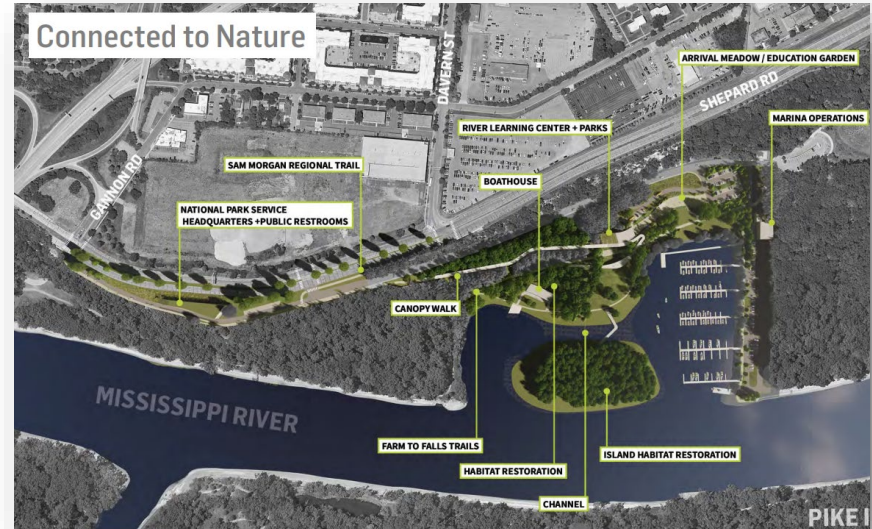 Connected to Nature
DAVERN ST
ARRIVAL MEADOW / EDUCATION GARDEN
SHEPARD RD
MARINA OPERATIONS
RIVER LEARNING CENTER + PARKS
SAM MORGAN REGIONAL TRAIL
BOATHOUSE
GANNON RD
NATIONAL PARK SERVICE
HEADQUARTERS +PUBLIC RESTROOMS
CANOPY WALK
MISSISSIPPI RIVER
FARM TO FALLS TRAILS
HABITAT RESTORATION
ISLAND HABITAT RESTORATION
CHANNEL
PIKE I